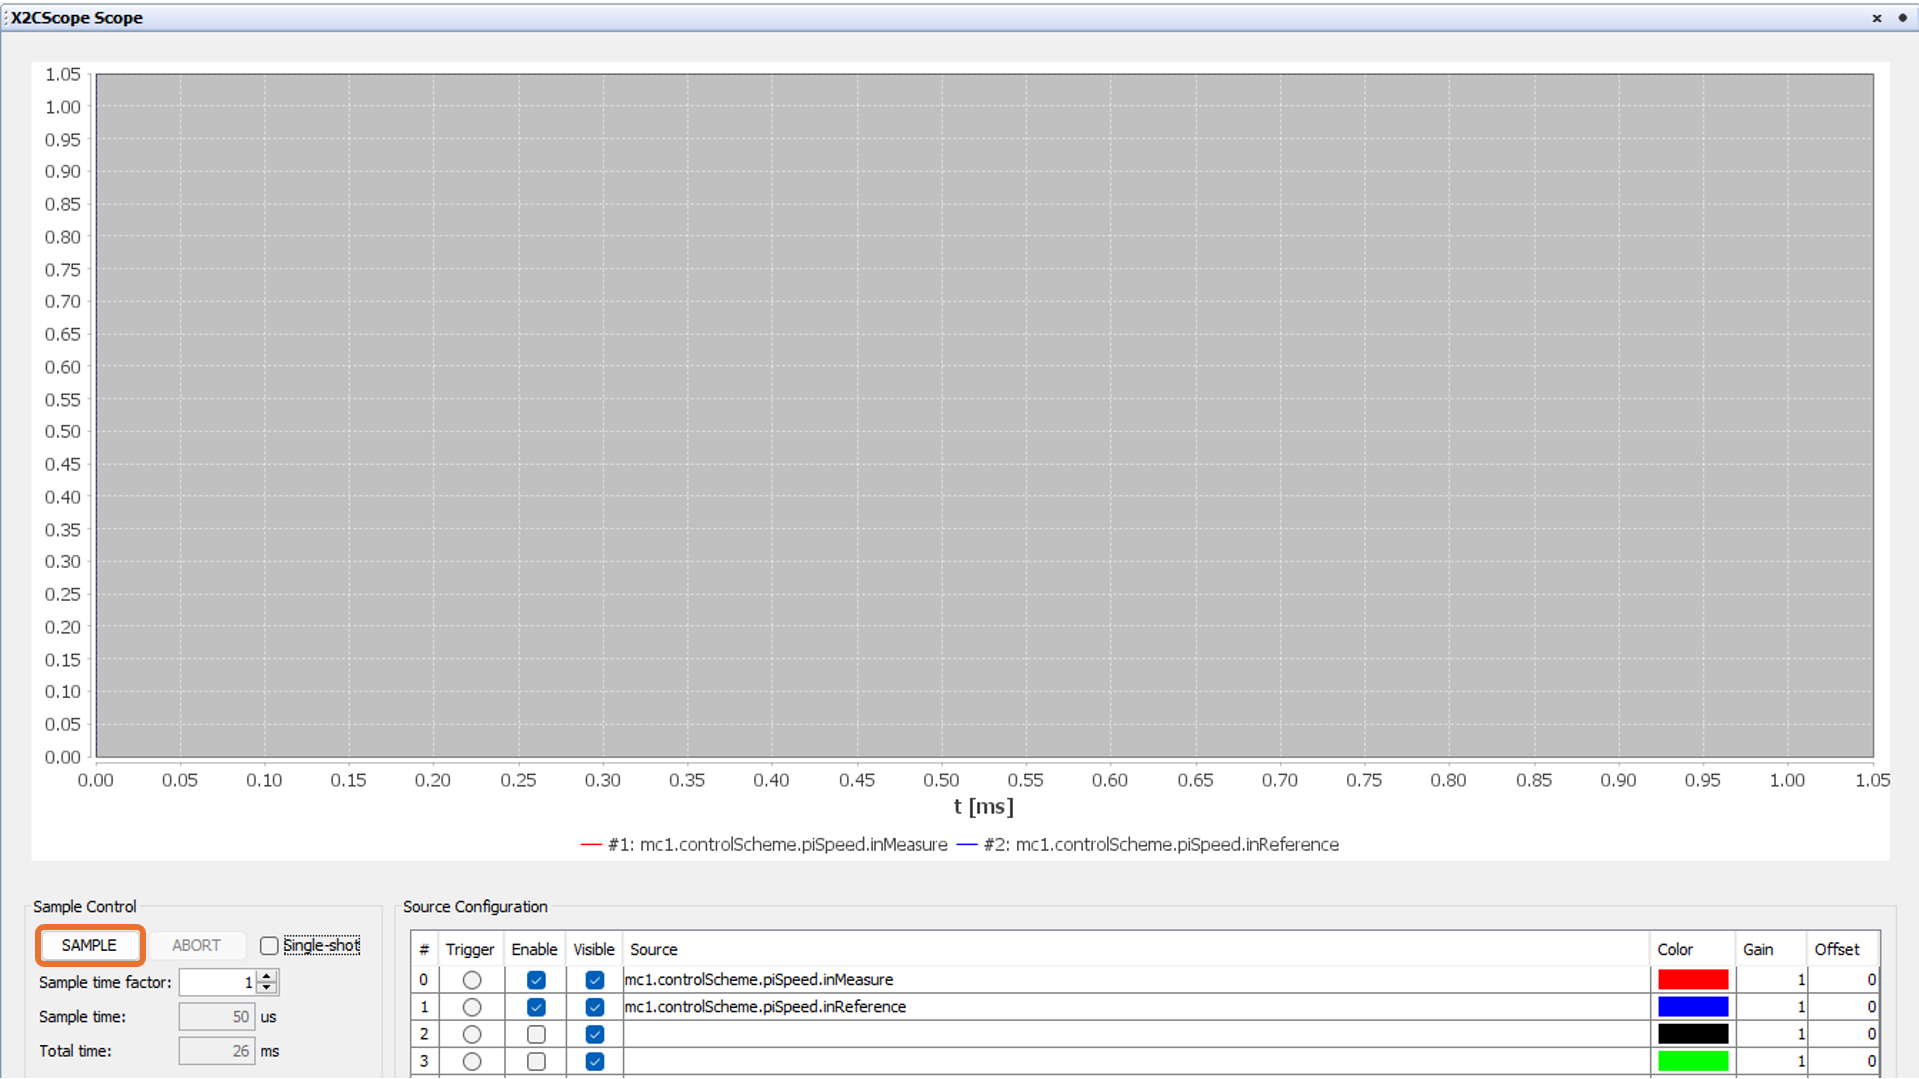 X2CScope Scope
1.05
1.00
0.95
0.90
0.85
0.80
0.75
0.70
0.65
0.60
0.55
0.50
0.45
0.40
0.35
0.30
0.25
0.20
0.15
0.10
0.05
0.00
0.00 0.05 0.10 0.15 0.20 0.25 0.30 0.35 0.40 0.45 0.50 0.55 0.60 0.65 0.70 0.75 0.80 0.85 0.90 0.95 1.00 1.05
t [ms]
#1: mc1.controlScheme.piSpeed.inMeasure #2: mc1.controlScheme.piSpeed.inReference
Sample Control
SAMPLE ABORT Single-shot
Sample time factor: 1
Sample time: 50 us
Total time: 26 ms
Source Configuration
# Trigger Enable Visible Source Color Gain Offset
0 mc1.controlScheme.piSpeed.inMeasure 1 0
1 mc1.controlScheme.piSpeed.inReference 1 0
2 1 0
3 1 0